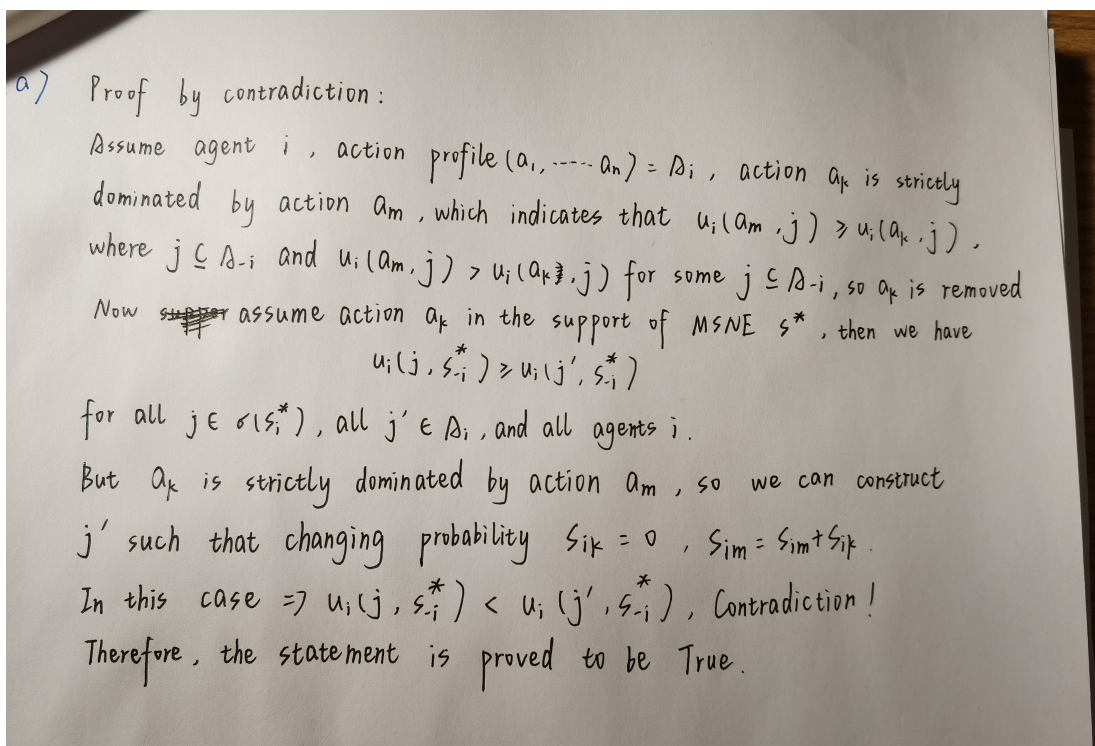 a) Proof by contradiction:
Assume agent i, action profile (a₁, ----- aₙ) = Aᵢ, action aₖ is strictly
dominated by action aₘ, which indicates that uᵢ(aₘ, j) ⩾ uᵢ(aₖ, j),
where j ⊆ A₋ᵢ and uᵢ(aₘ, j) > uᵢ(aₖ, j) for some j ⊆ A₋ᵢ, so aₖ is removed
Now assume action aₖ in the support of MSNE s*, then we have
uᵢ(j, s₋ᵢ*) ⩾ uᵢ(j′, s₋ᵢ*)
for all j ∈ σ(sᵢ*), all j′ ∈ Aᵢ, and all agents i.
But aₖ is strictly dominated by action aₘ, so we can construct
j′ such that changing probability Sᵢₖ = 0, Sᵢₘ = Sᵢₘ + Sᵢₖ.
In this case => uᵢ(j, s₋ᵢ*) < uᵢ(j′, s₋ᵢ*), Contradiction!
Therefore, the statement is proved to be True.